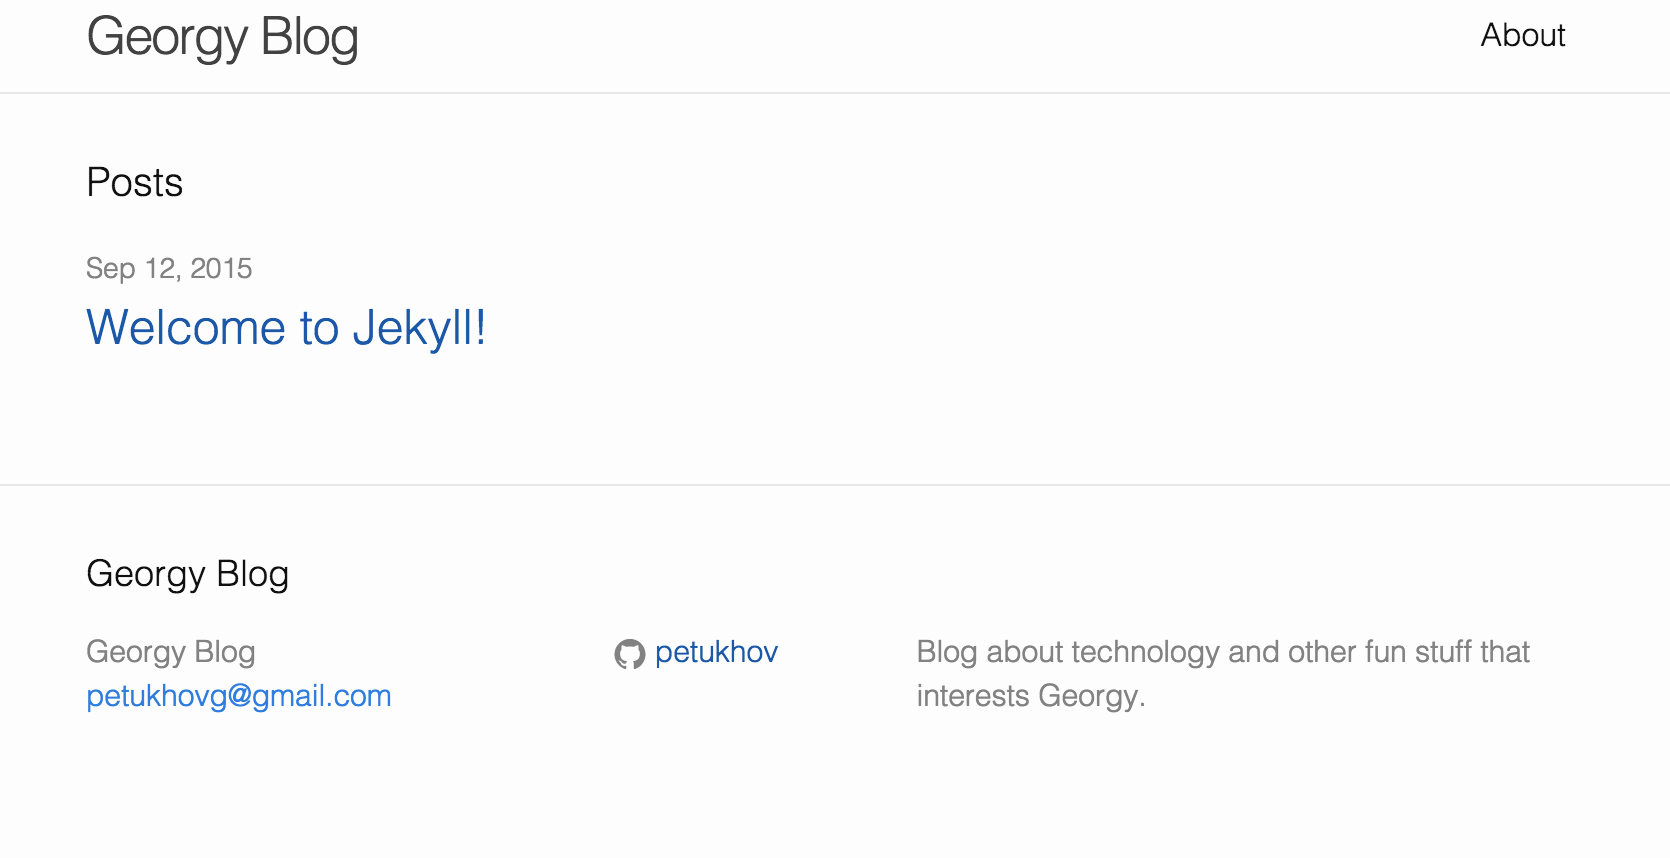 Georgy Blog
About
Posts
Sep 12, 2015
Welcome to Jekyll!
Georgy Blog
Georgy Blog
petukhovg@gmail.com
petukhov
Blog about technology and other fun stuff that
interests Georgy.